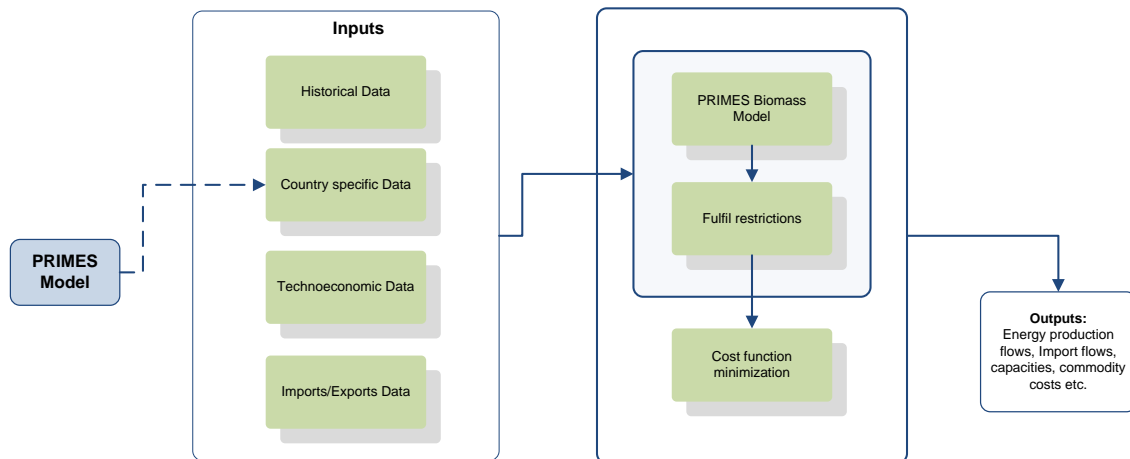 PRIMES
Model
Inputs
Historical Data
Country specific Data
Technoeconomic Data
Imports/Exports Data
PRIMES Biomass
Model
Fulfil restrictions
Cost function
minimization
Outputs:
Energy production
flows, Import flows,
capacities, commodity
costs etc.